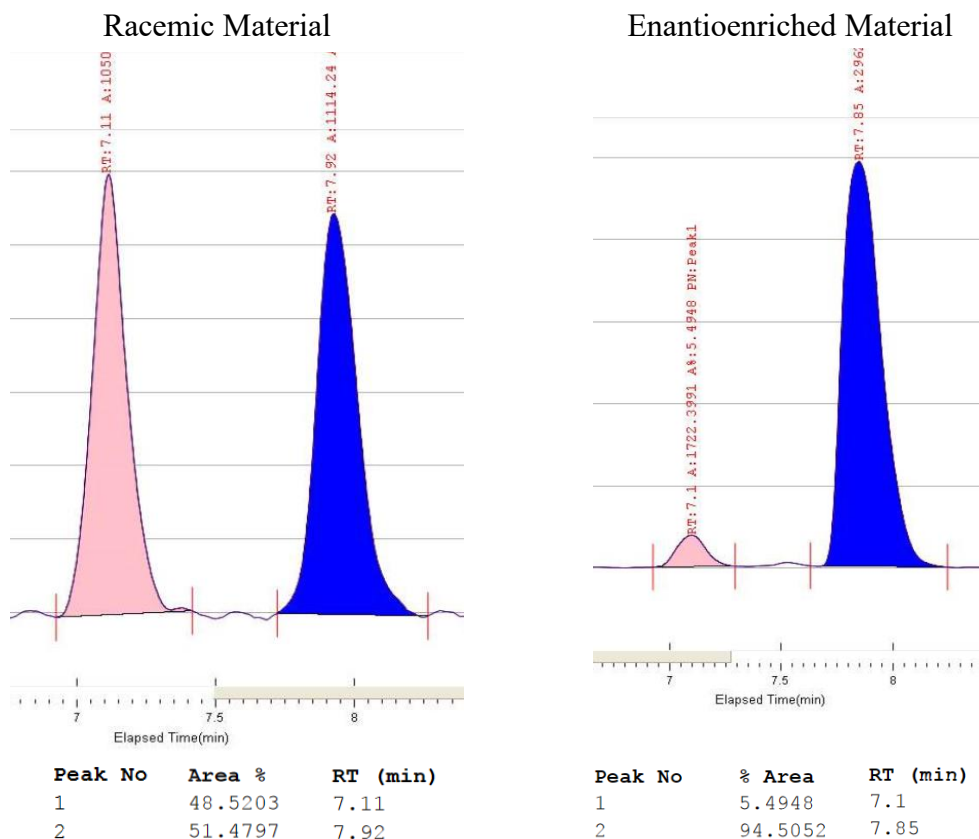 Racemic Material
Enantioenriched Material
RT:7.11 A:1050
RT:7.92 A:1114.24
7
7.5
8
Elapsed Time(min)
Peak No Area % RT (min)
1 48.5203 7.11
2 51.4797 7.92
RT:7.1 A:1722.3991 A%:5.4948 PN:Peak1
RT:7.85 A:2962
7
7.5
8
Elapsed Time(min)
Peak No % Area RT (min)
1 5.4948 7.1
2 94.5052 7.85